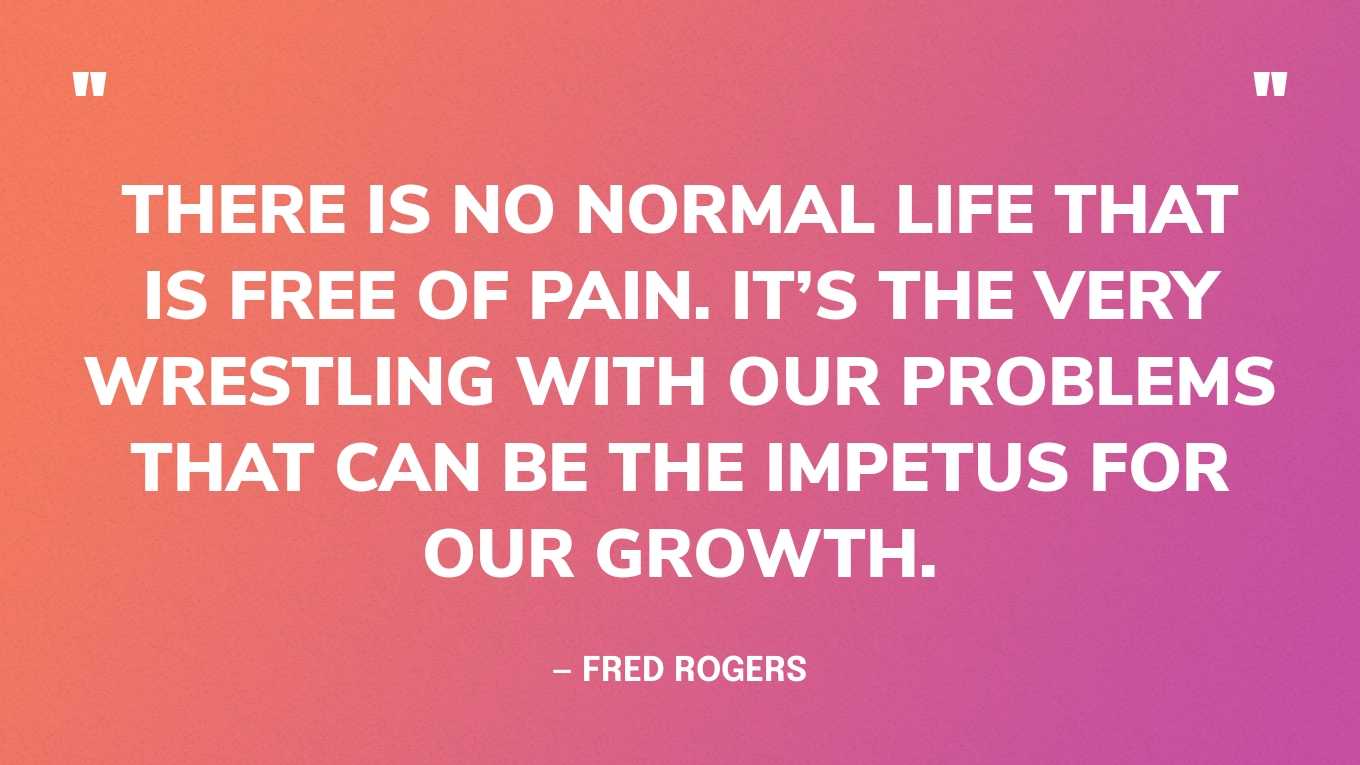 " "
THERE IS NO NORMAL LIFE THAT
IS FREE OF PAIN. IT’S THE VERY
WRESTLING WITH OUR PROBLEMS
THAT CAN BE THE IMPETUS FOR
OUR GROWTH.
– FRED ROGERS